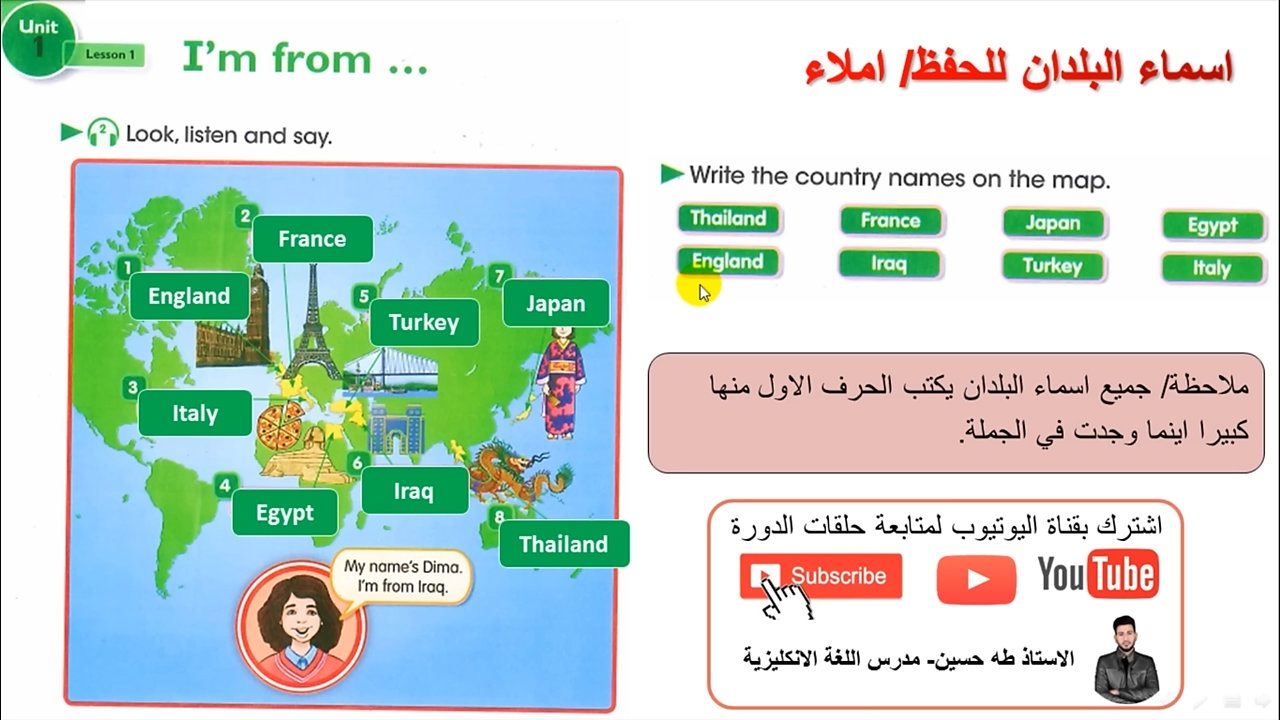 Unit
1
Lesson 1
I'm from ...
2
Look, listen and say.
2
France
1
England
7
Japan
5
Turkey
3
Italy
6
Iraq
4
Egypt
8
Thailand
My name's Dima.
I'm from Iraq.
اسماء البلدان للحفظ/ املاء
Write the country names on the map.
Thailand France Japan Egypt
England Iraq Turkey Italy
ملاحظة/ جميع اسماء البلدان يكتب الحرف الاول منها
كبيرا اينما وجدت في الجملة.
اشترك بقناة اليوتيوب لمتابعة حلقات الدورة
Subscribe
YouTube
الاستاذ طه حسين- مدرس اللغة الانكليزية